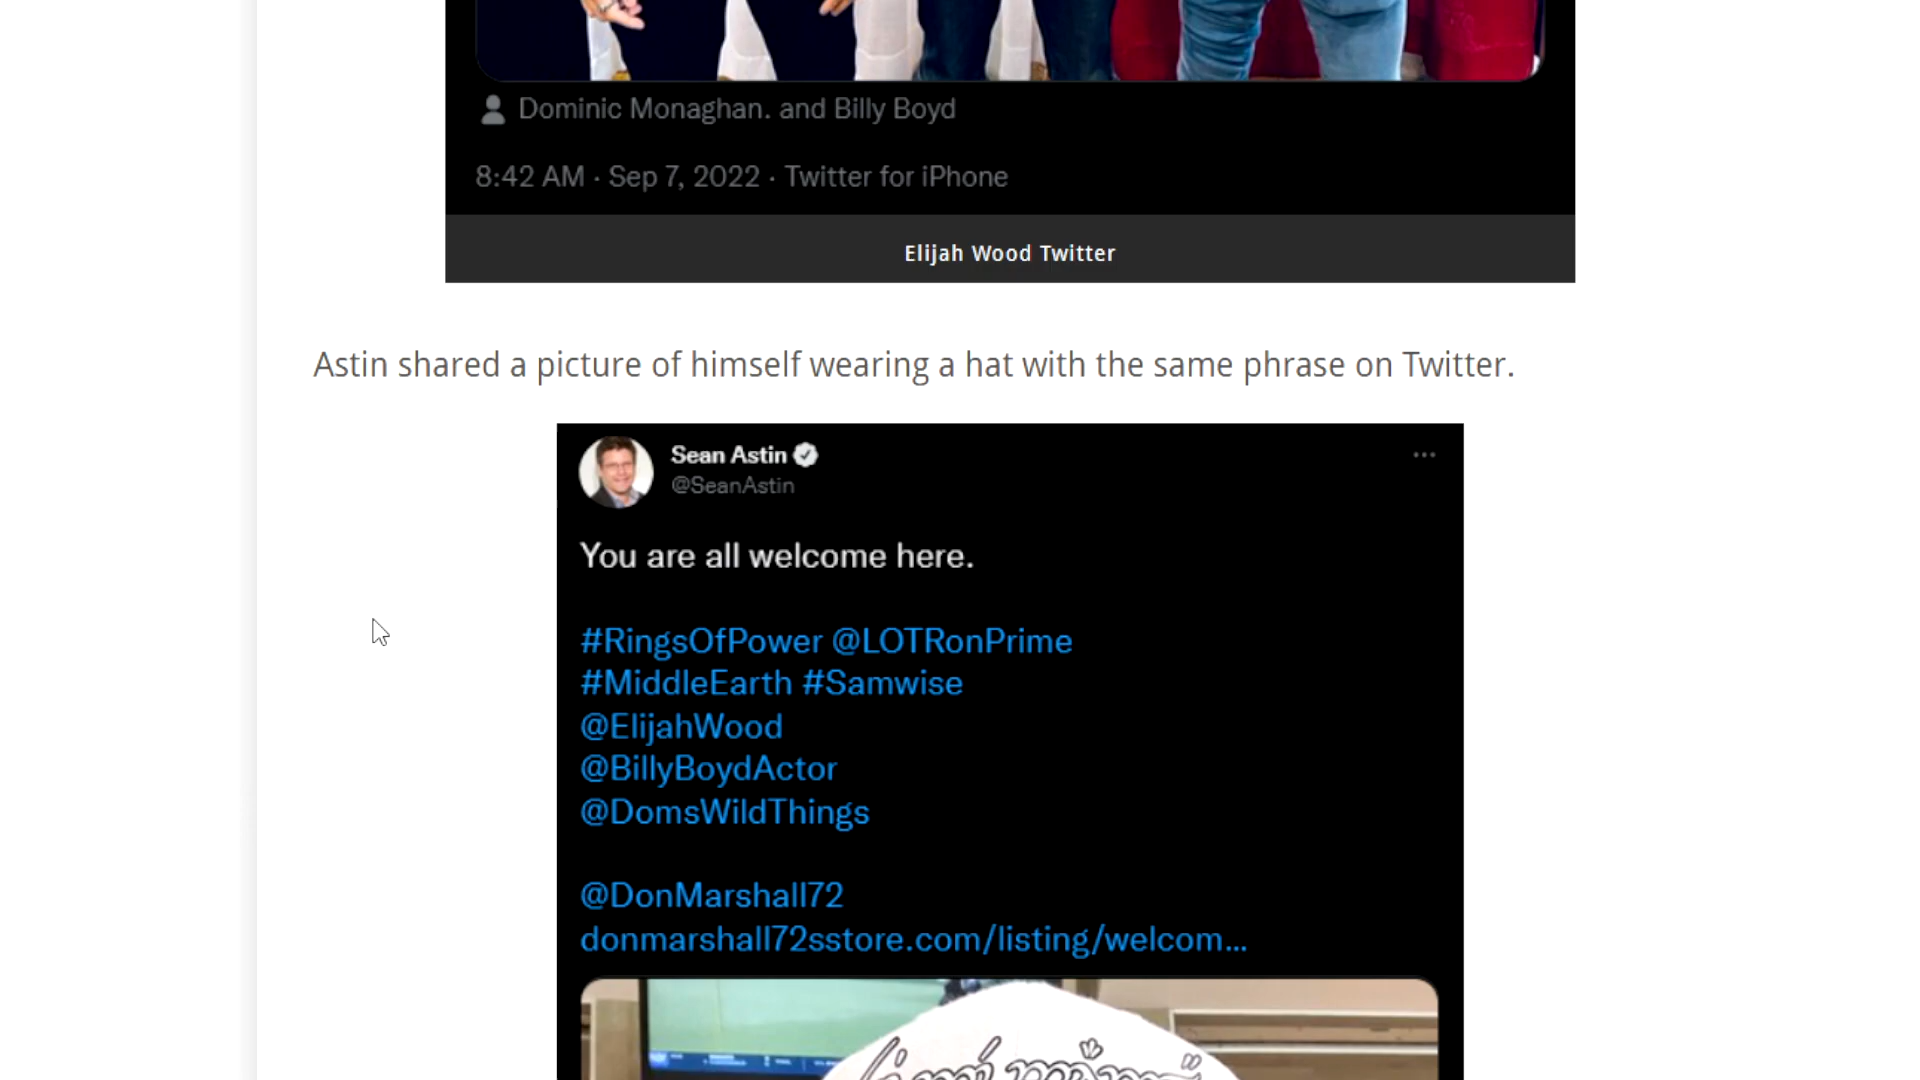 Dominic Monaghan. and Billy Boyd
8:42 AM · Sep 7, 2022 · Twitter for iPhone
Elijah Wood Twitter
Astin shared a picture of himself wearing a hat with the same phrase on Twitter.
Sean Astin
@SeanAstin
You are all welcome here.
#RingsOfPower @LOTRonPrime
#MiddleEarth #Samwise
@ElijahWood
@BillyBoydActor
@DomsWildThings
@DonMarshall72
donmarshall72sstore.com/listing/welcom...